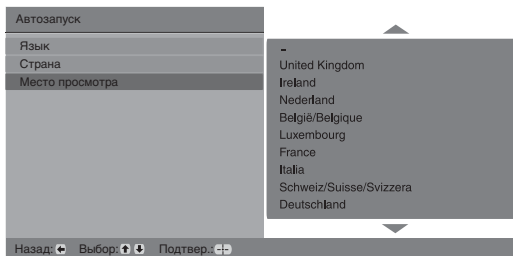 Автозапуск
Язык
Страна
Место просмотра
-
United Kingdom
Ireland
Nederland
België/Belgique
Luxembourg
France
Italia
Schweiz/Suisse/Svizzera
Deutschland
Назад: Выбор: Подтвер.: